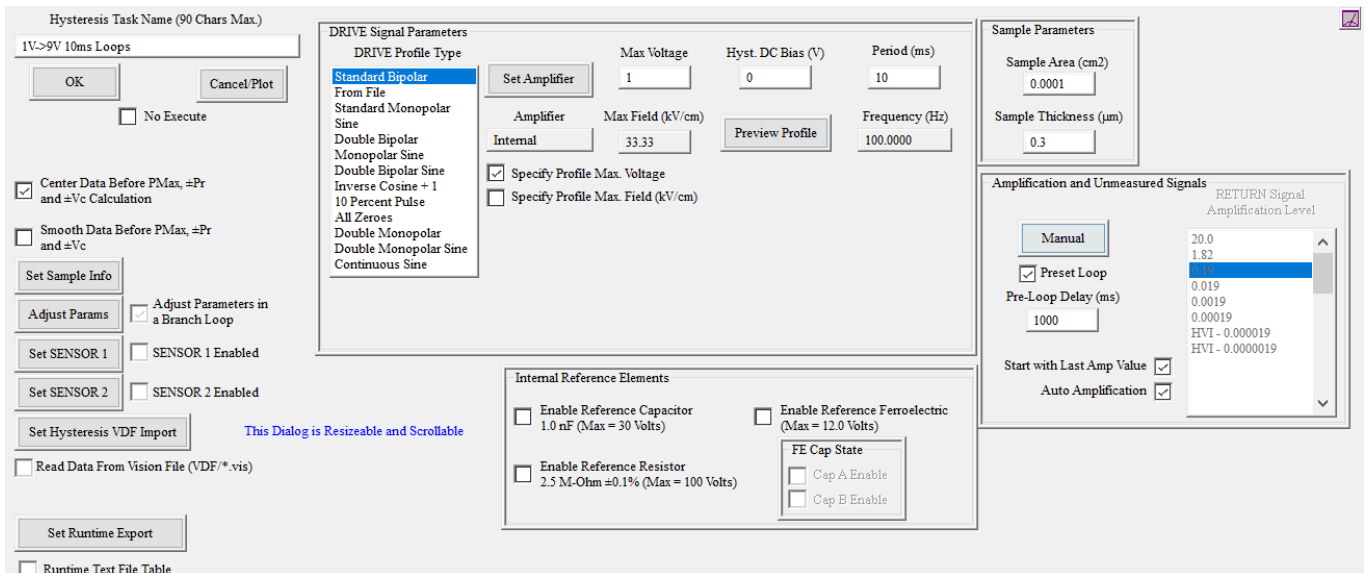 Hysteresis Task Name (90 Chars Max.)
1V->9V 10ms Loops
OK
Cancel/Plot
No Execute
Center Data Before PMax, ±Pr
and ±Vc Calculation
Smooth Data Before PMax, ±Pr
and ±Vc
Set Sample Info
Adjust Params
Adjust Parameters in
a Branch Loop
Set SENSOR 1
SENSOR 1 Enabled
Set SENSOR 2
SENSOR 2 Enabled
Set Hysteresis VDF Import
This Dialog is Resizeable and Scrollable
Read Data From Vision File (VDF/*.vis)
Set Runtime Export
Runtime Text File Table
DRIVE Signal Parameters
DRIVE Profile Type
Standard Bipolar
From File
Standard Monopolar
Sine
Double Bipolar
Monopolar Sine
Double Bipolar Sine
Inverse Cosine + 1
10 Percent Pulse
All Zeroes
Double Monopolar
Double Monopolar Sine
Continuous Sine
Set Amplifier
Max Voltage
1
Hyst. DC Bias (V)
0
Period (ms)
10
Amplifier
Internal
Max Field (kV/cm)
33.33
Preview Profile
Frequency (Hz)
100.0000
Specify Profile Max. Voltage
Specify Profile Max. Field (kV/cm)
Internal Reference Elements
Enable Reference Capacitor
1.0 nF (Max = 30 Volts)
Enable Reference Resistor
2.5 M-Ohm ±0.1% (Max = 100 Volts)
Enable Reference Ferroelectric
(Max = 12.0 Volts)
FE Cap State
Cap A Enable
Cap B Enable
Sample Parameters
Sample Area (cm2)
0.0001
Sample Thickness (µm)
0.3
Amplification and Unmeasured Signals
RETURN Signal
Amplification Level
Manual
Preset Loop
Pre-Loop Delay (ms)
1000
Start with Last Amp Value
Auto Amplification
20.0
1.82
0.19
0.019
0.0019
0.00019
HVI - 0.000019
HVI - 0.0000019